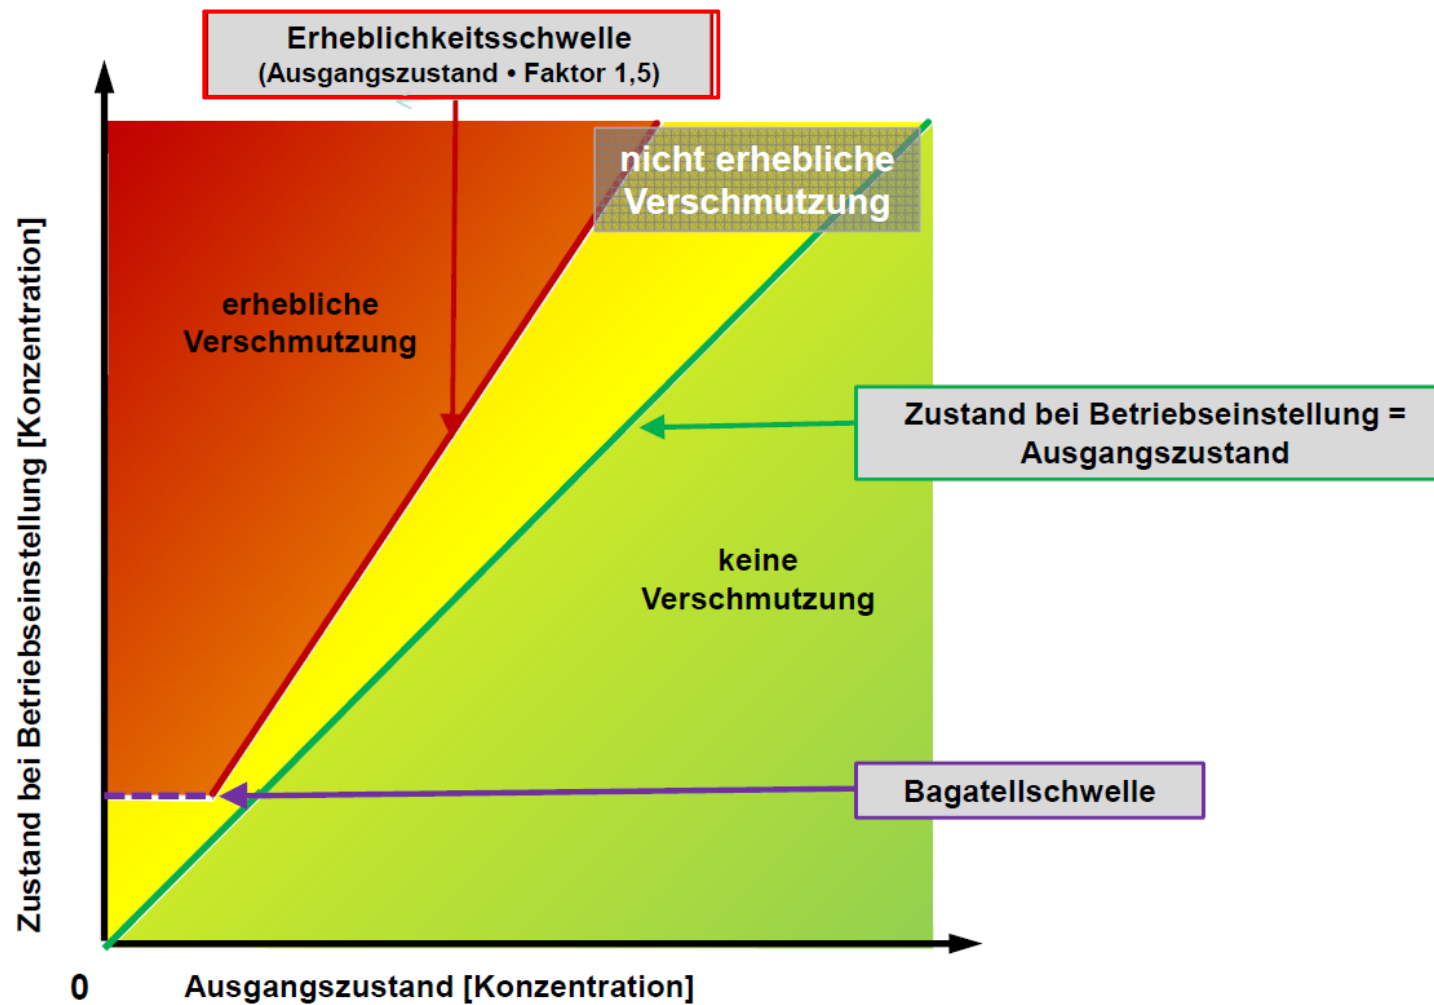 Erheblichkeitsschwelle
(Ausgangszustand • Faktor 1,5)
nicht erhebliche
Verschmutzung
erhebliche
Verschmutzung
Zustand bei Betriebseinstellung =
Ausgangszustand
keine
Verschmutzung
Bagatellschwelle
Zustand bei Betriebseinstellung [Konzentration]
0
Ausgangszustand [Konzentration]